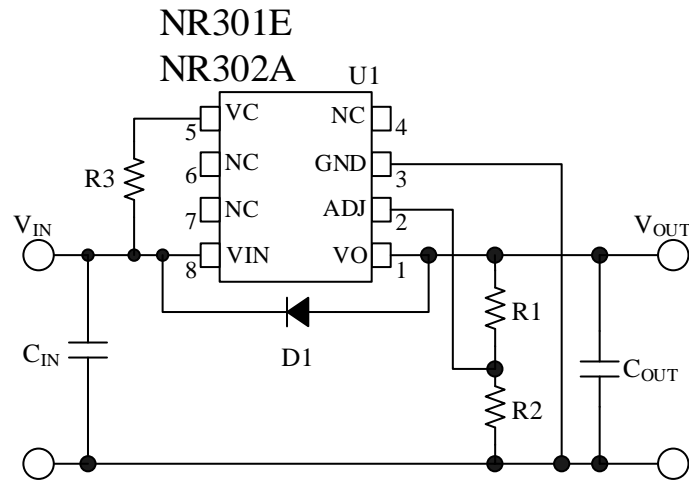 NR301E
NR302A
U1
VC NC
5 4
R3
NC GND
6 3
NC ADJ
7 2
VIN VOUT
VIN VO
8 1
R1
D1
CIN
COUT
R2